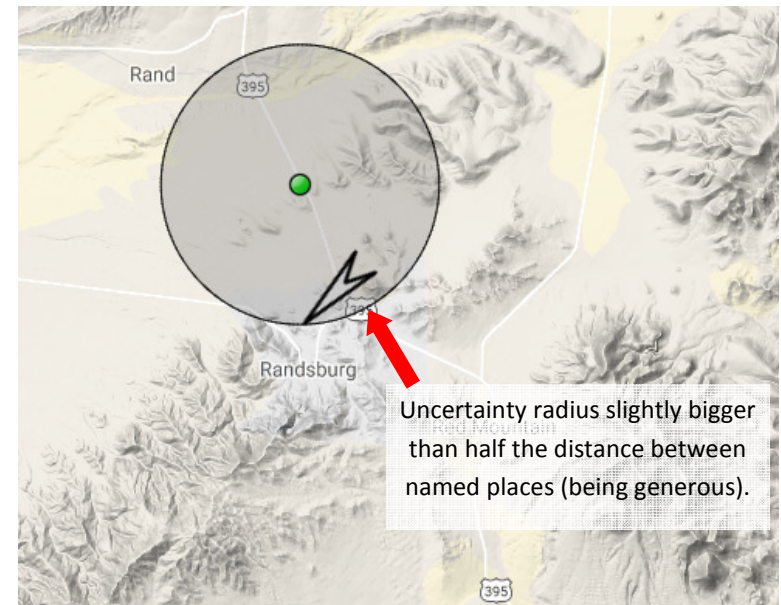 Rand
395
395
Randsburg
Uncertainty radius slightly bigger
Red Mountain
than half the distance between
named places (being generous).
395